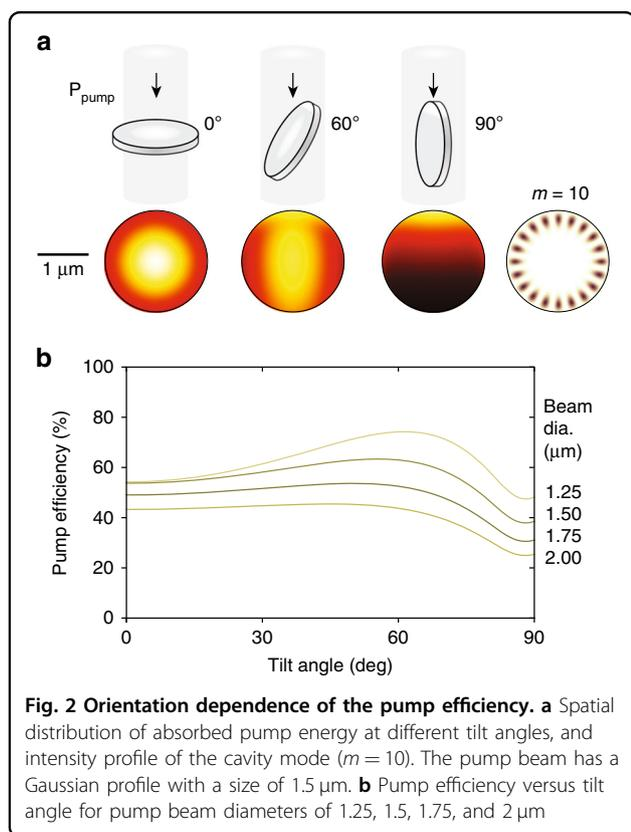 a
P_pump
0°
60°
90°
m = 10
1 μm
b
100
80
60
40
20
0
Pump efficiency (%)
0
30
60
90
Tilt angle (deg)
Beam
dia.
(μm)
1.25
1.50
1.75
2.00
Fig. 2 Orientation dependence of the pump efficiency. a Spatial
distribution of absorbed pump energy at different tilt angles, and
intensity profile of the cavity mode (m = 10). The pump beam has a
Gaussian profile with a size of 1.5 μm. b Pump efficiency versus tilt
angle for pump beam diameters of 1.25, 1.5, 1.75, and 2 μm